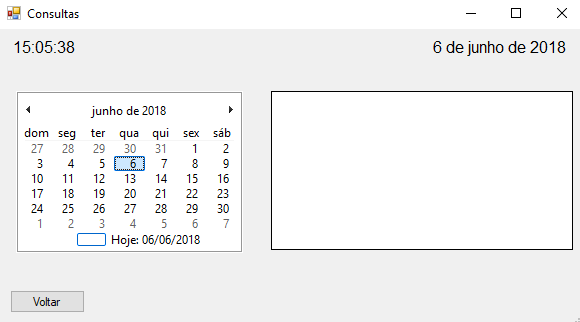 Consultas
15:05:38
6 de junho de 2018
junho de 2018
dom seg ter qua qui sex sáb
27 28 29 30 31 1 2
3 4 5 6 7 8 9
10 11 12 13 14 15 16
17 18 19 20 21 22 23
24 25 26 27 28 29 30
1 2 3 4 5 6 7
Hoje: 06/06/2018
Voltar